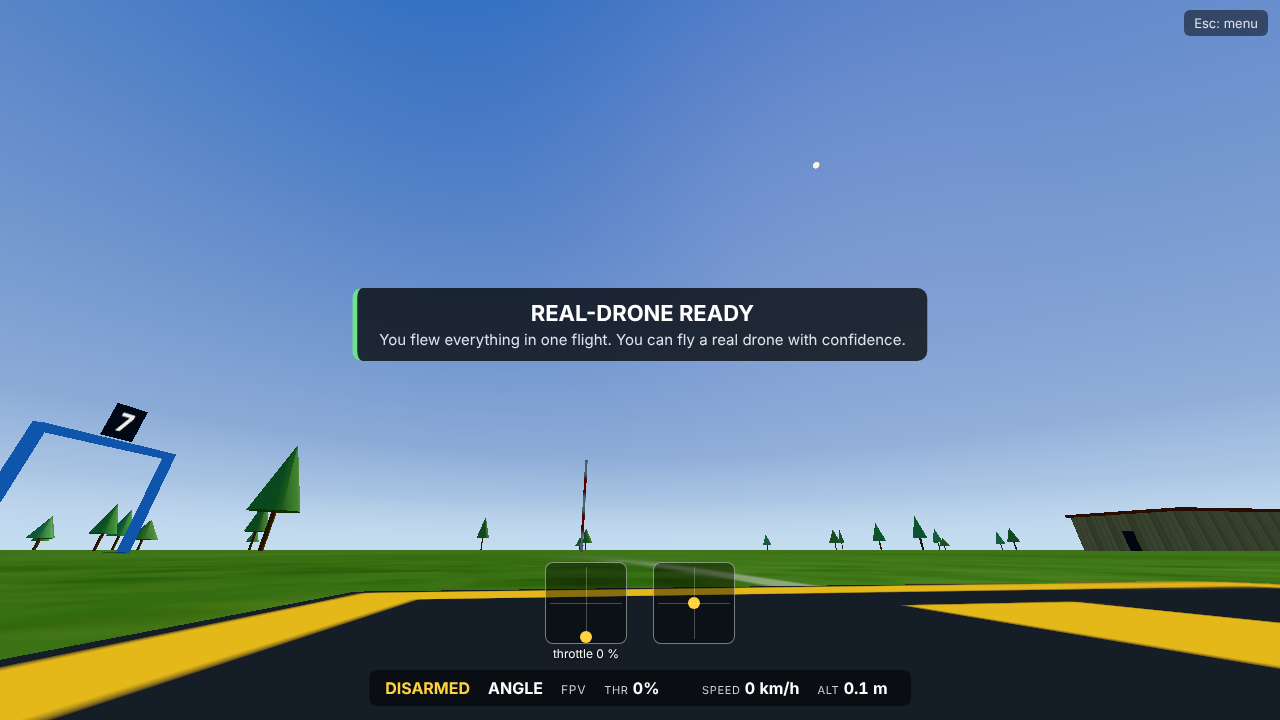 Esc: menu
REAL-DRONE READY
You flew everything in one flight. You can fly a real drone with confidence.
7
throttle 0 %
DISARMED ANGLE FPV THR 0% SPEED 0 km/h ALT 0.1 m